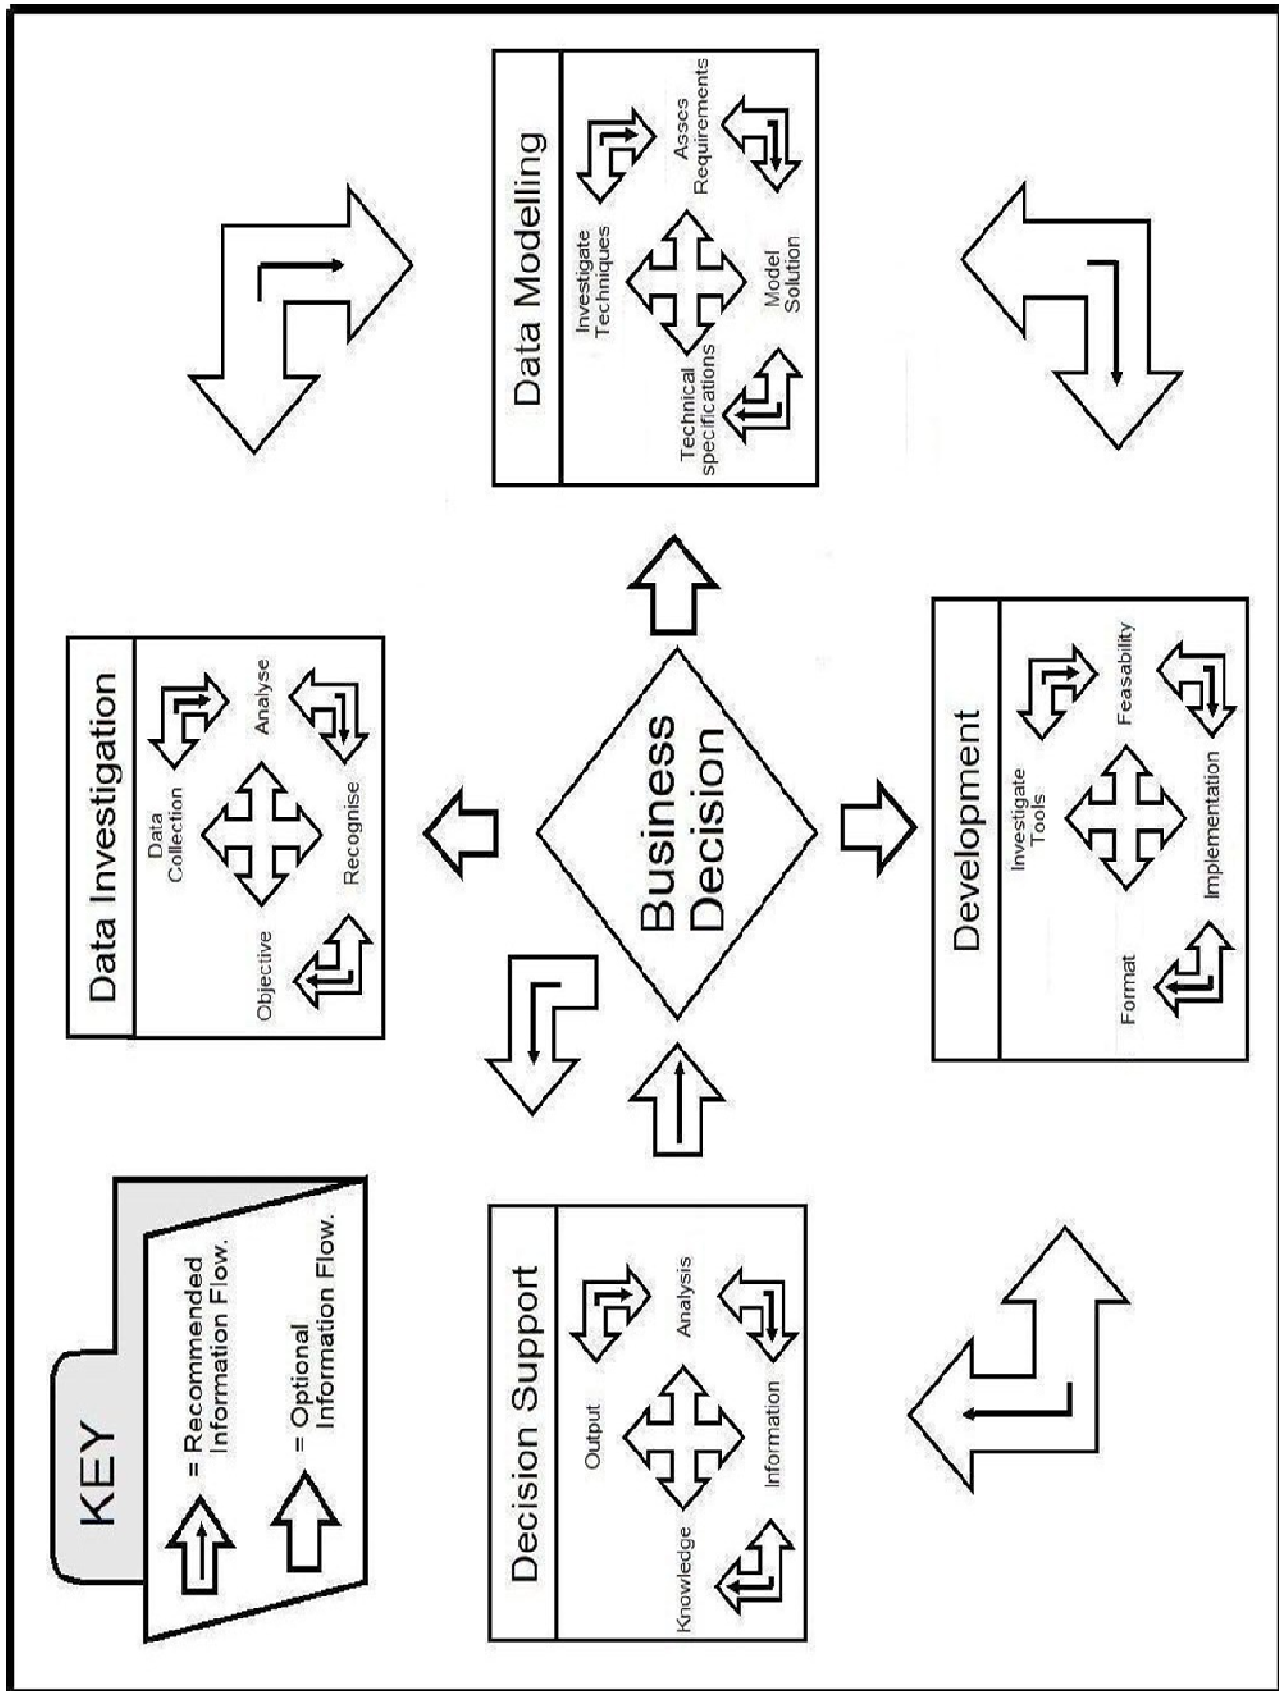 KEY
= Recommended
Information Flow.
= Optional
Information Flow.
Data Investigation
Data
Collection
Objective
Analyse
Recognise
Decision Support
Output
Knowledge
Analysis
Information
Business
Decision
Data Modelling
Investigate
Techniques
Technical
specifications
Asses
Requirements
Model
Solution
Development
Investigate
Tools
Format
Feasability
Implementation